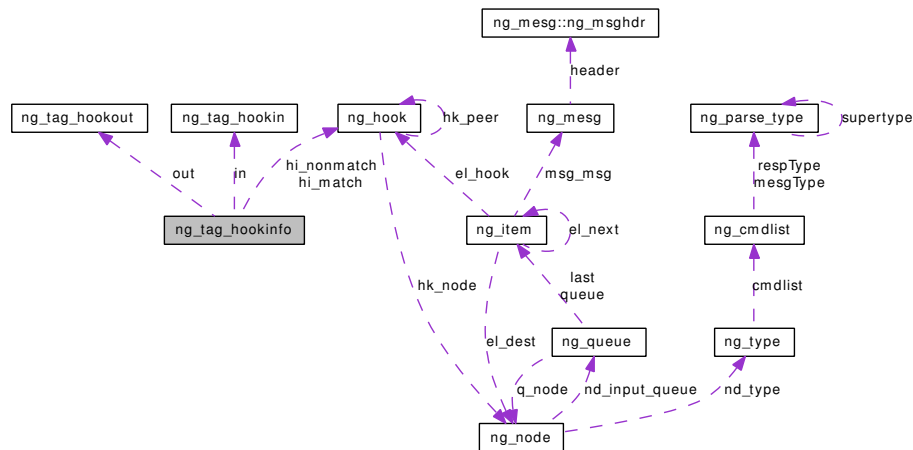 ng_mesg::ng_msghdr
header
ng_tag_hookout
ng_tag_hookin
ng_hook
hk_peer
ng_mesg
ng_parse_type
supertype
out
in
hi_nonmatch
hi_match
el_hook
msg_msg
respType
mesgType
ng_tag_hookinfo
ng_item
el_next
ng_cmdlist
hk_node
last
queue
cmdlist
el_dest
ng_queue
ng_type
q_node
nd_input_queue
nd_type
ng_node